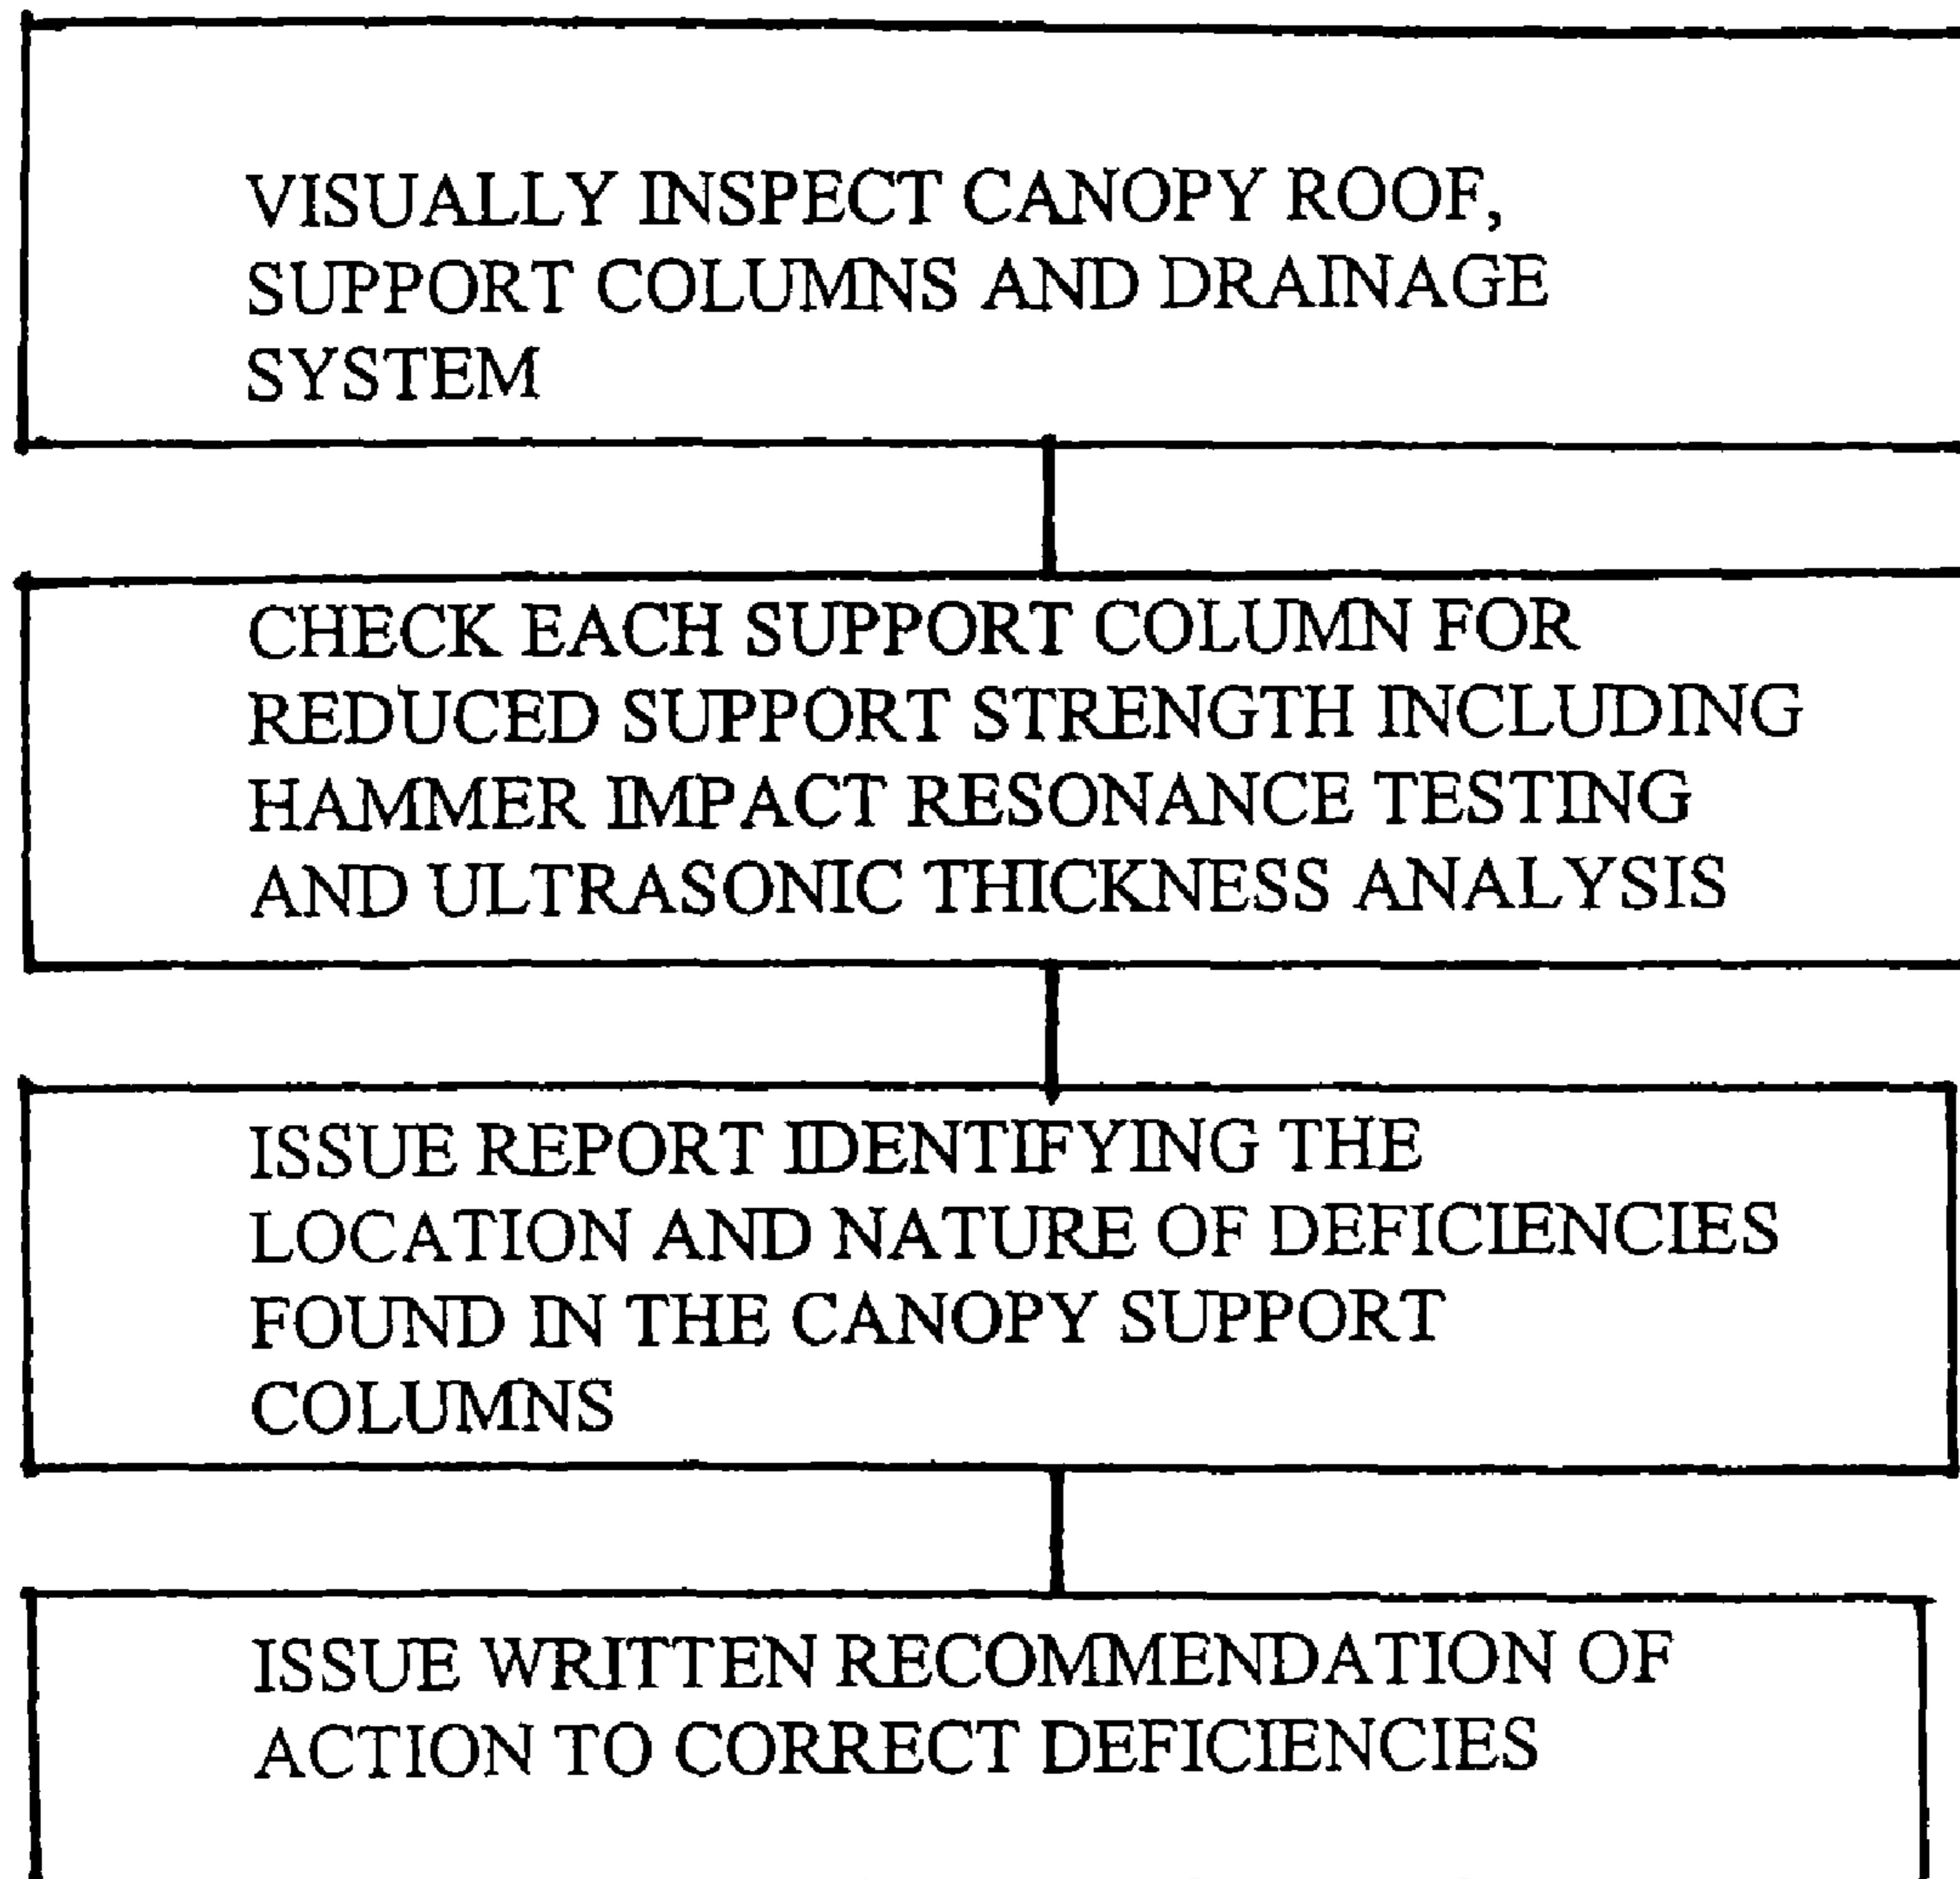 VISUALLY INSPECT CANOPY ROOF,
SUPPORT COLUMNS AND DRAINAGE
SYSTEM
CHECK EACH SUPPORT COLUMN FOR
REDUCED SUPPORT STRENGTH INCLUDING
HAMMER IMPACT RESONANCE TESTING
AND ULTRASONIC THICKNESS ANALYSIS
ISSUE REPORT IDENTIFYING THE
LOCATION AND NATURE OF DEFICIENCIES
FOUND IN THE CANOPY SUPPORT
COLUMNS
ISSUE WRITTEN RECOMMENDATION OF
ACTION TO CORRECT DEFICIENCIES